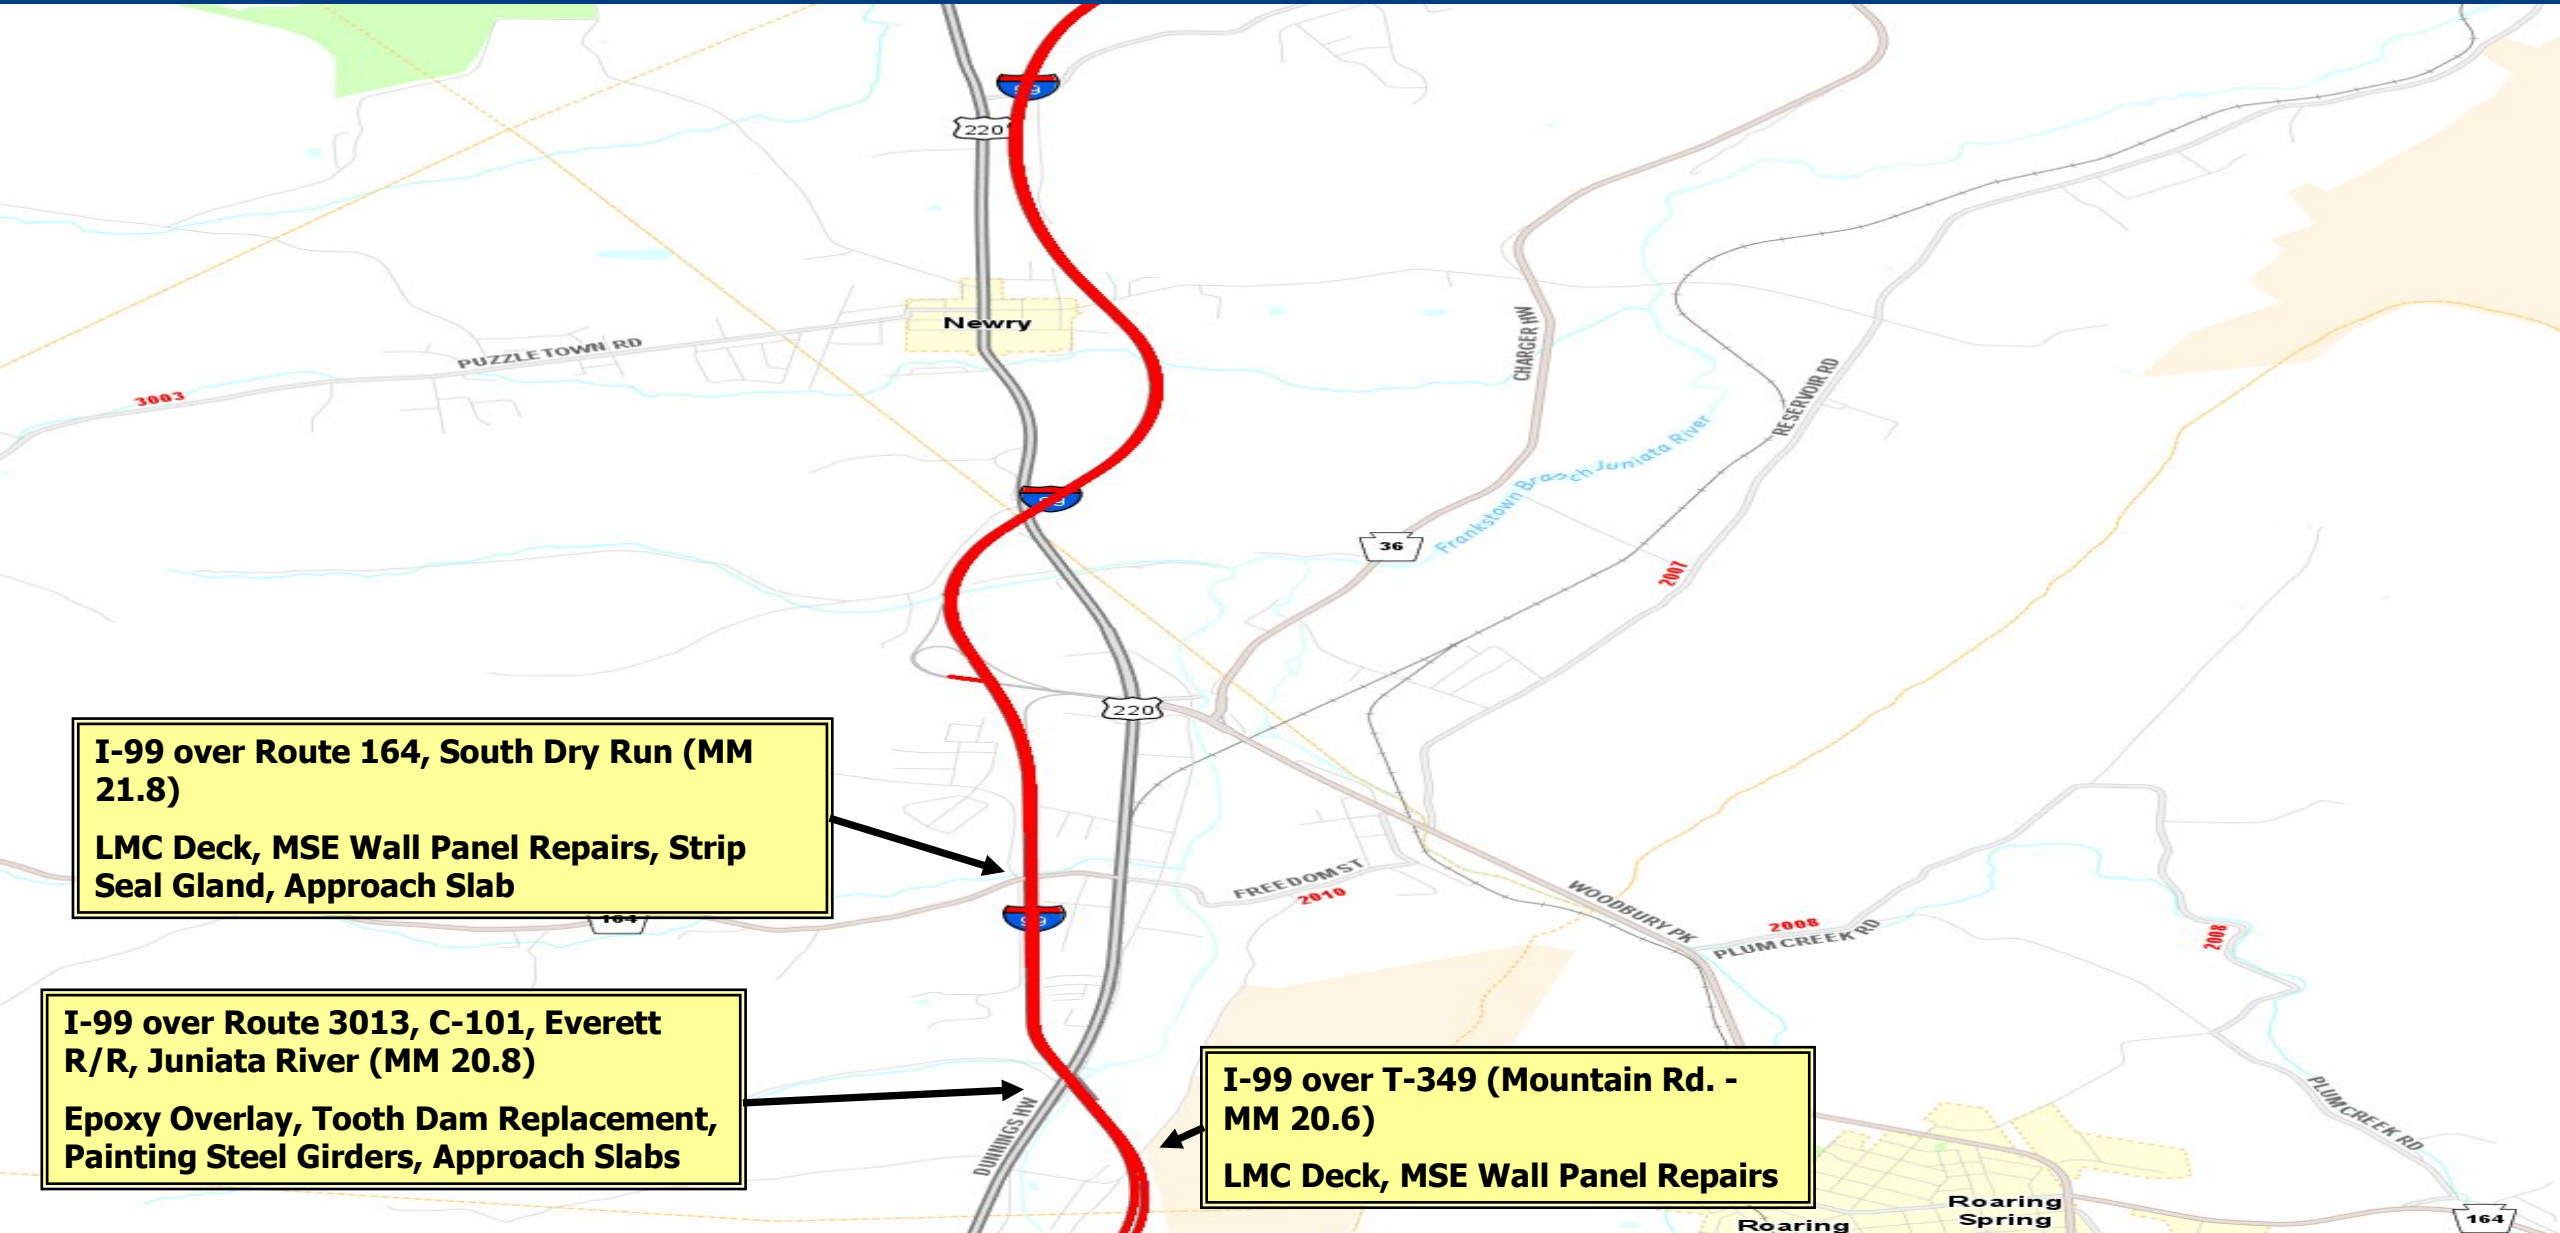 99
220
Newry
PUZZLETOWN RD
3003
CHARGER HW
RESERVOIR RD
Frankstown Branch Juniata River
99
36
2007
220
I-99 over Route 164, South Dry Run (MM
21.8)
LMC Deck, MSE Wall Panel Repairs, Strip
Seal Gland, Approach Slab
164
99
FREEDOM ST
2010
WOODBURY PK
2008
PLUM CREEK RD
2008
I-99 over Route 3013, C-101, Everett
R/R, Juniata River (MM 20.8)
Epoxy Overlay, Tooth Dam Replacement,
Painting Steel Girders, Approach Slabs
DUNNINGS HW
I-99 over T-349 (Mountain Rd. -
MM 20.6)
LMC Deck, MSE Wall Panel Repairs
PLUM CREEK RD
Roaring
Spring
Roaring
164